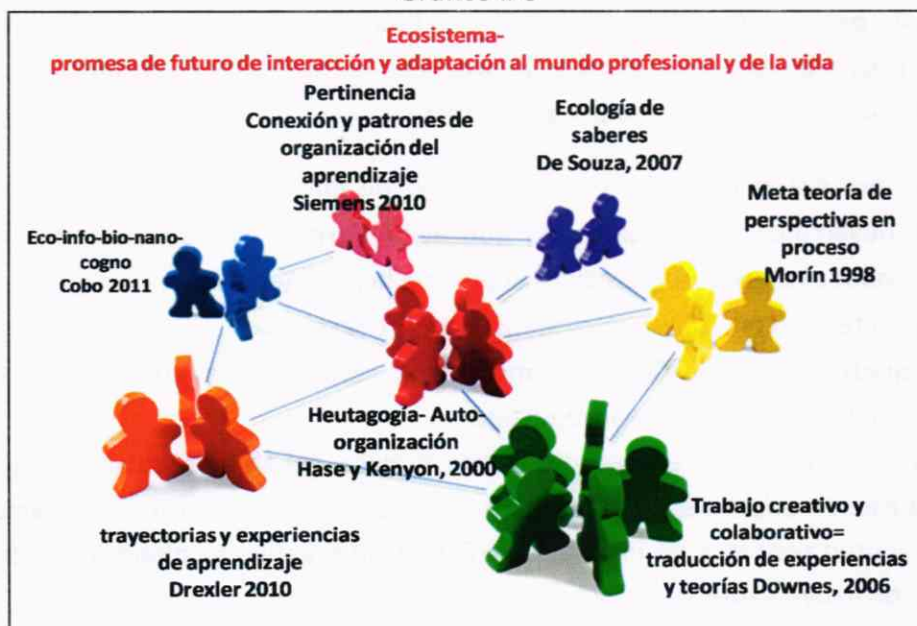 Ecosistema-
promesa de futuro de interacción y adaptación al mundo profesional y de la vida
Pertinencia
Conexión y patrones de
organización del
aprendizaje
Siemens 2010
Ecología de
saberes
De Souza, 2007
Meta teoría de
perspectivas en
proceso
Morín 1998
Eco-info-bio-nano-
cogno
Cobo 2011
Heutagogía- Auto-
organización
Hase y Kenyon, 2000
trayectorias y experiencias
de aprendizaje
Drexler 2010
Trabajo creativo y
colaborativo=
traducción de experiencias
y teorías Downes, 2006